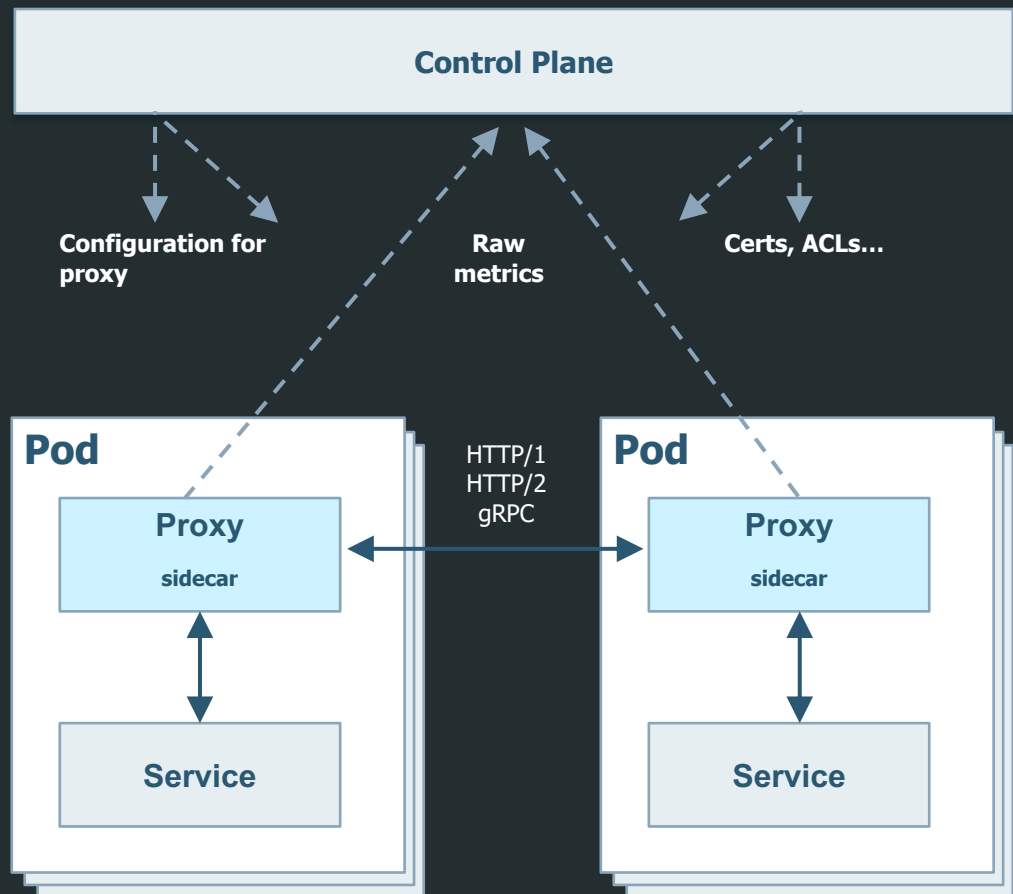 Control Plane
Configuration for
proxy
Raw
metrics
Certs, ACLs...
Pod
HTTP/1
HTTP/2
gRPC
Pod
Proxy
sidecar
Proxy
sidecar
Service
Service